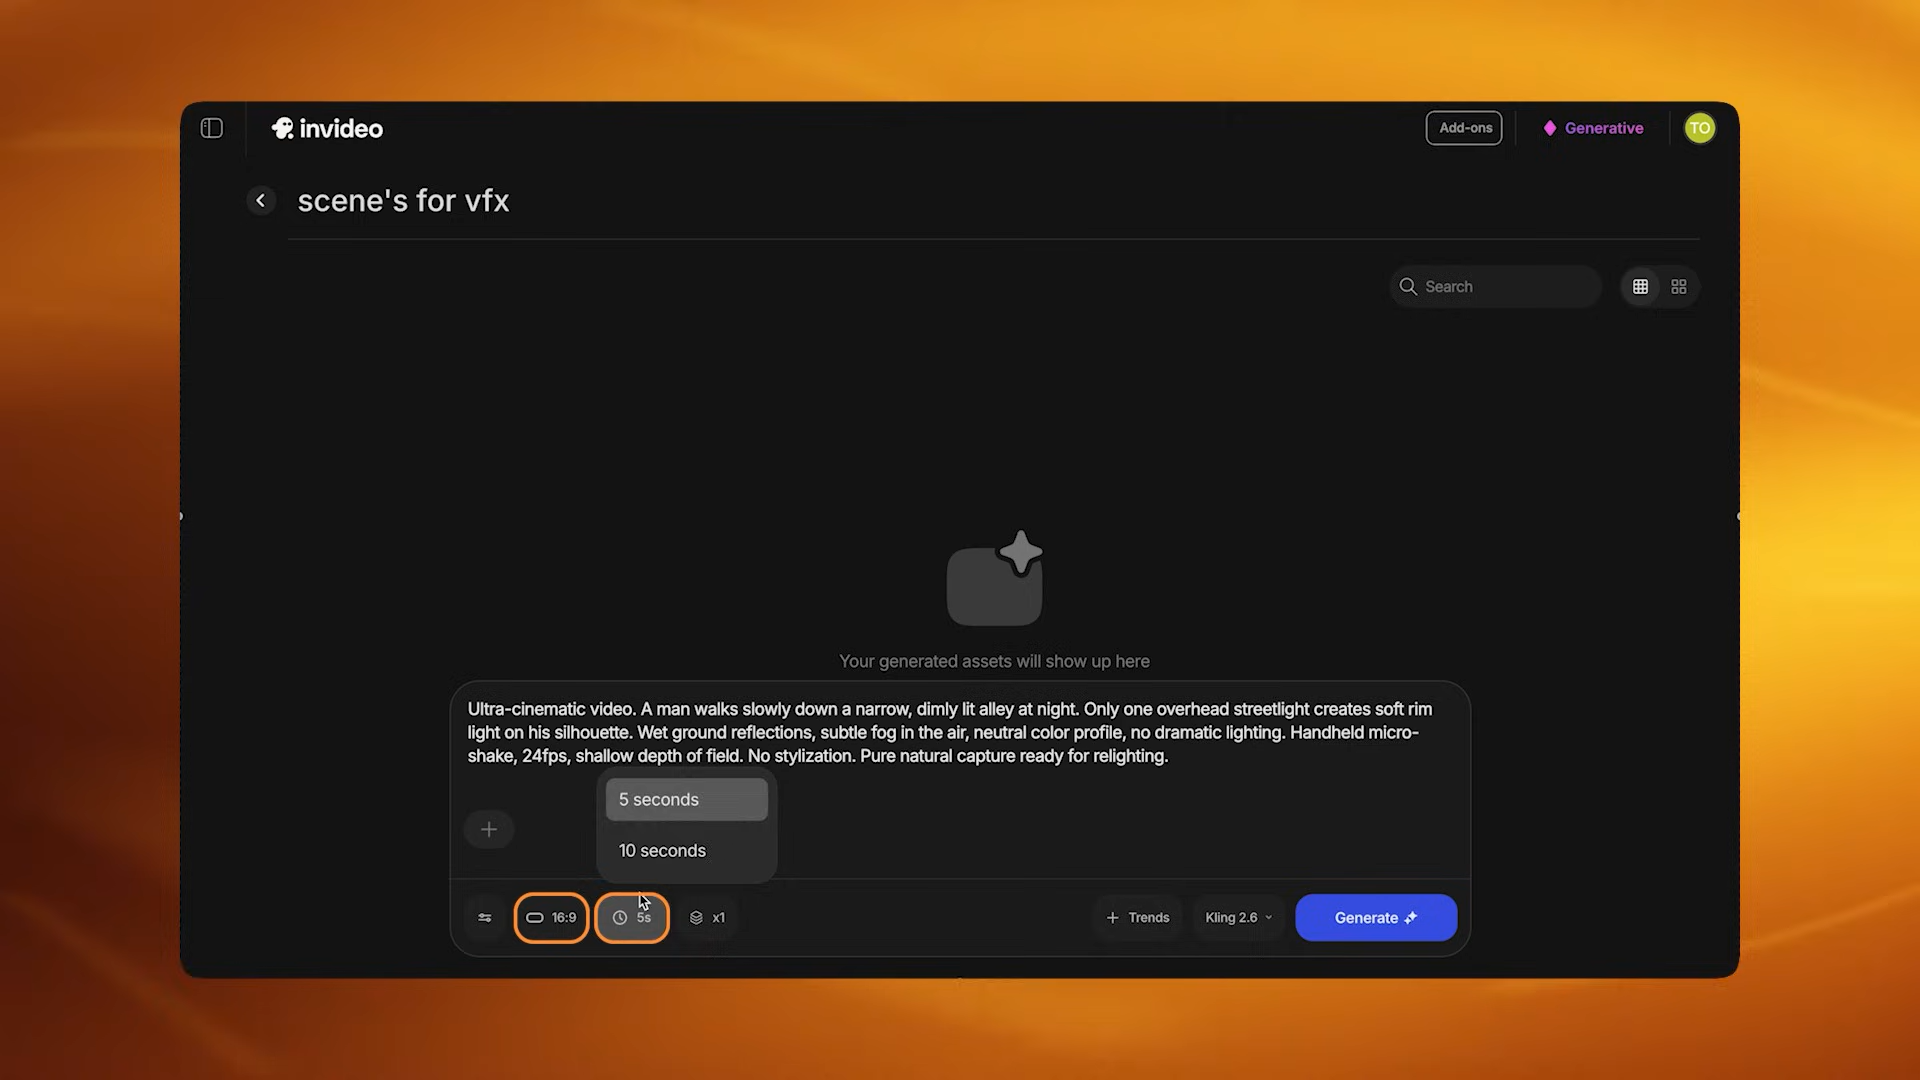 invideo
Add-ons
Generative
TO
scene's for vfx
Search
Your generated assets will show up here
Ultra-cinematic video. A man walks slowly down a narrow, dimly lit alley at night. Only one overhead streetlight creates soft rim
light on his silhouette. Wet ground reflections, subtle fog in the air, neutral color profile, no dramatic lighting. Handheld micro-
shake, 24fps, shallow depth of field. No stylization. Pure natural capture ready for relighting.
5 seconds
10 seconds
16:9
5s
x1
Trends
Kling 2.6
Generate